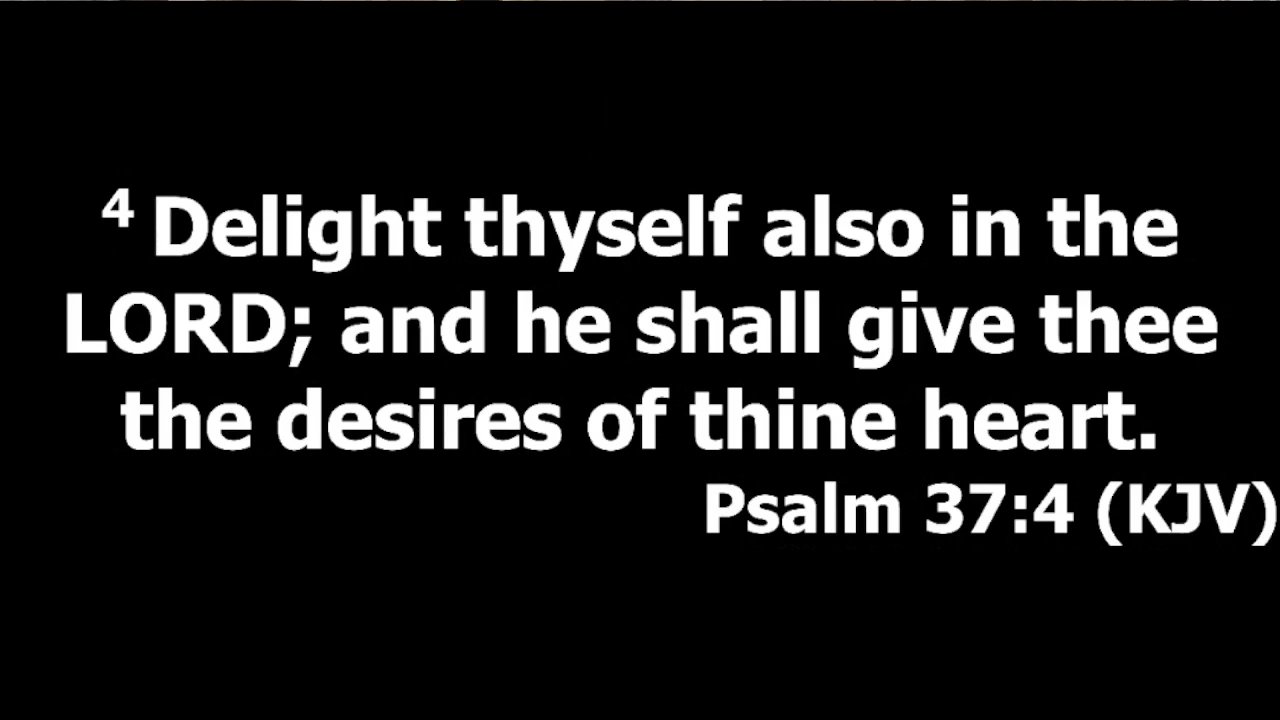 4 Delight thyself also in the
LORD; and he shall give thee
the desires of thine heart.
Psalm 37:4 (KJV)